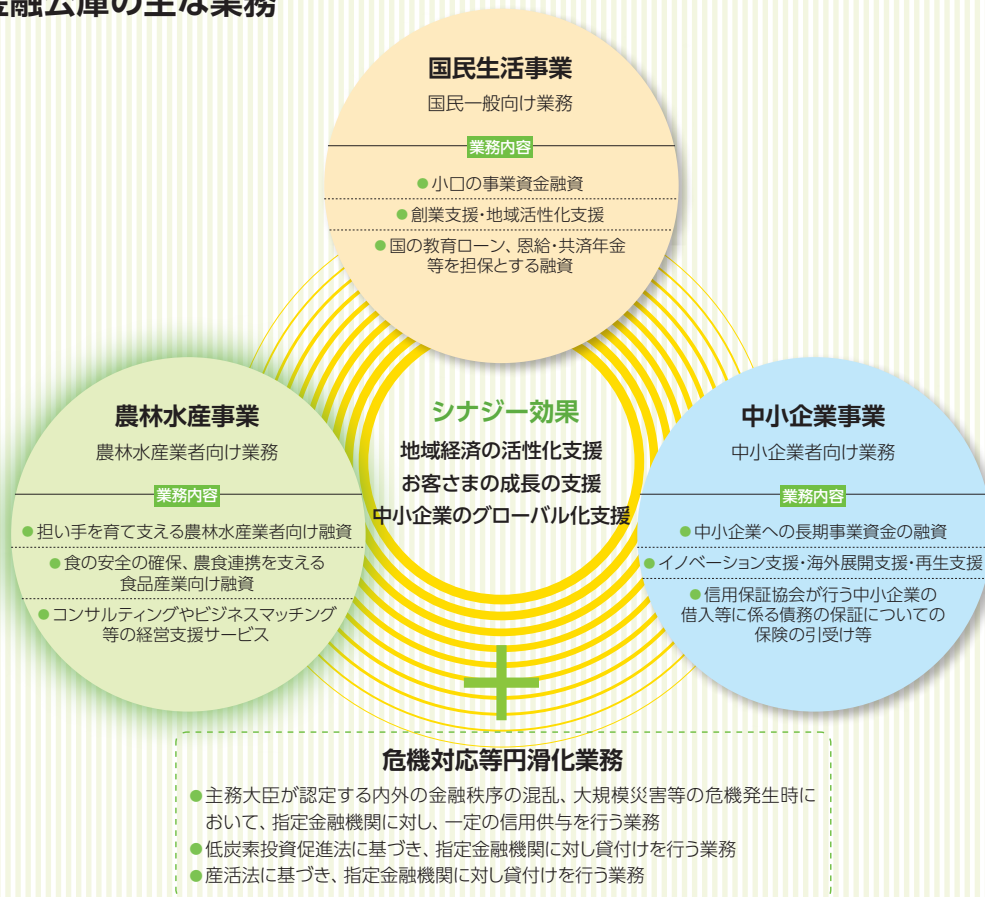 金融公庫の主な業務
国民生活事業
国民一般向け業務
業務内容
●小口の事業資金融資
●創業支援・地域活性化支援
●国の教育ローン、恩給・共済年金
等を担保とする融資
農林水産事業
農林水産業者向け業務
業務内容
●担い手を育て支える農林水産業者向け融資
●食の安全の確保、農食連携を支える
食品産業向け融資
●コンサルティングやビジネスマッチング
等の経営支援サービス
シナジー効果
地域経済の活性化支援
お客さまの成長の支援
中小企業のグローバル化支援
中小企業事業
中小企業者向け業務
業務内容
●中小企業への長期事業資金の融資
●イノベーション支援・海外展開支援・再生支援
●信用保証協会が行う中小企業の
借入等に係る債務の保証についての
保険の引受け等
危機対応等円滑化業務
●主務大臣が認定する内外の金融秩序の混乱、大規模災害等の危機発生時に
おいて、指定金融機関に対し、一定の信用供与を行う業務
●低炭素投資促進法に基づき、指定金融機関に対し貸付けを行う業務
●産活法に基づき、指定金融機関に対し貸付けを行う業務